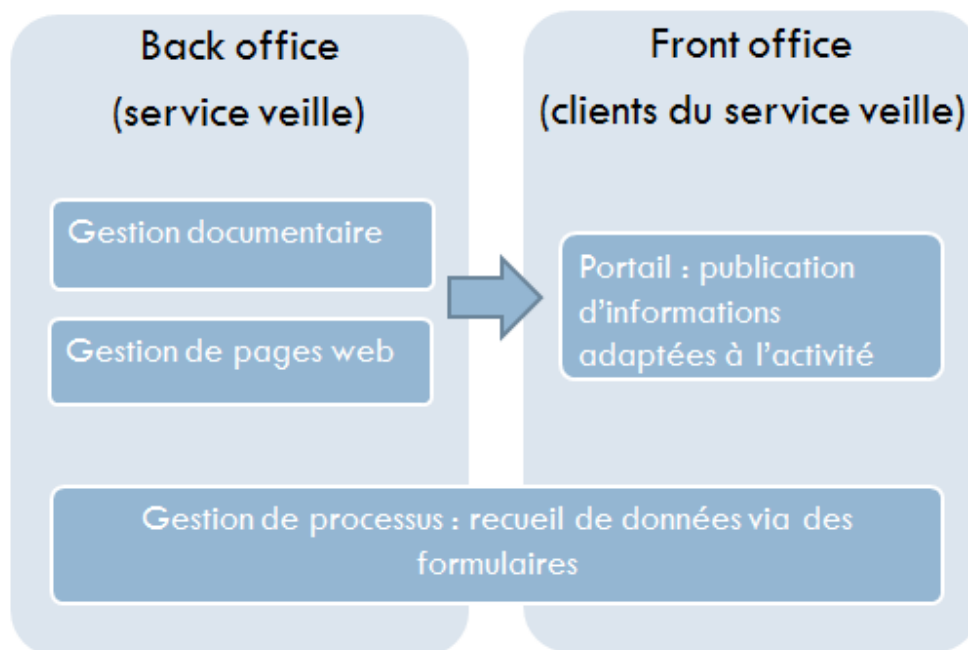 Back office
(service veille)
Gestion documentaire
Gestion de pages web
Front office
(clients du service veille)
Portail : publication
d'informations
adaptées à l'activité
Gestion de processus : recueil de données via des
formulaires